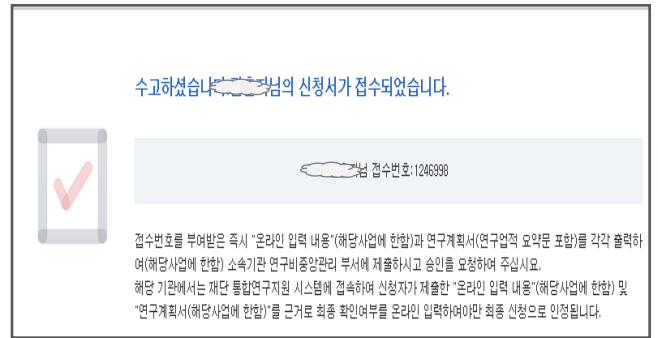 수고하셨습니 님의 신청서가 접수되었습니다.
님 접수번호:1246998
접수번호를 부여받은 즉시 "온라인 입력 내용"(해당사업에 한함)과 연구계획서(연구업적 요약문 포함)를 각각 출력하
여(해당사업에 한함) 소속기관 연구비중앙관리 부서에 제출하시고 승인을 요청하여 주십시요.
해당 기관에서는 재단 통합연구지원 시스템에 접속하여 신청자가 제출한 "온라인 입력 내용"(해당사업에 한함) 및
"연구계획서(해당사업에 한함)"를 근거로 최종 확인여부를 온라인 입력하여야만 최종 신청으로 인정됩니다.